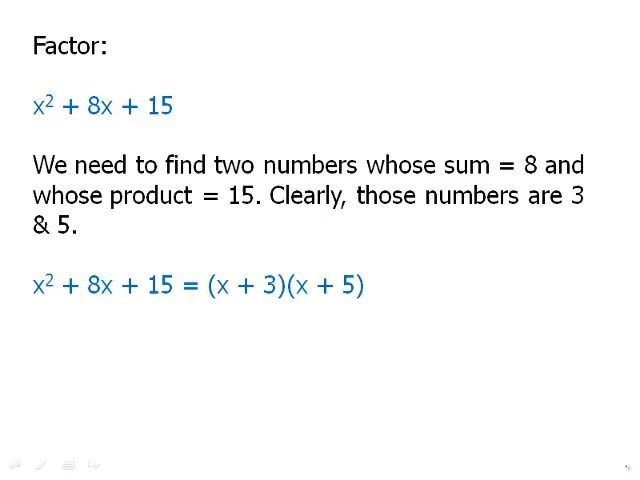 Factor:
x² + 8x + 15
We need to find two numbers whose sum = 8 and
whose product = 15. Clearly, those numbers are 3
& 5.
x² + 8x + 15 = (x + 3)(x + 5)